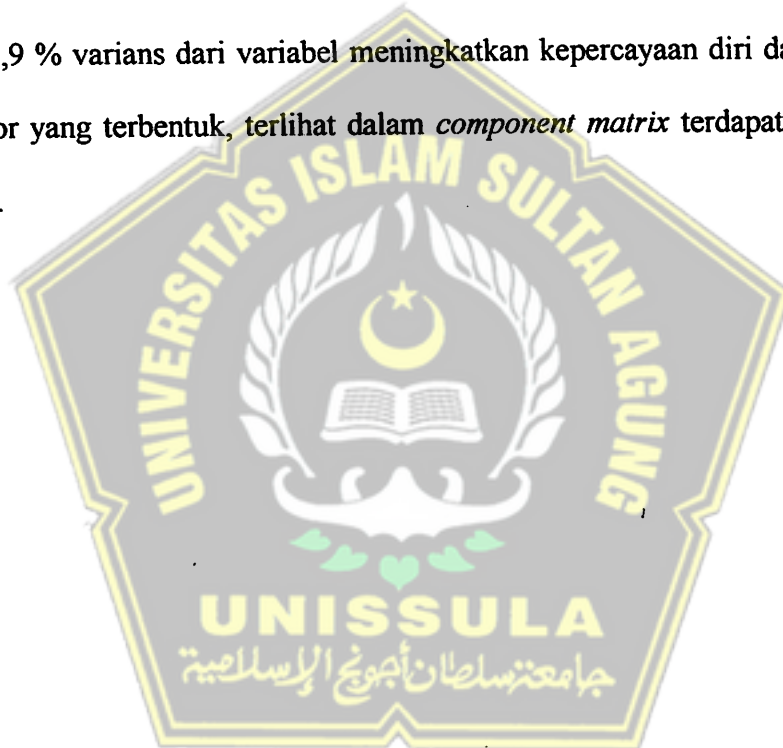 ,9 % varians dari variabel meningkatkan kepercayaan diri da
or yang terbentuk, terlihat dalam component matrix terdapat
UNIVERSITAS ISLAM SULTAN AGUNG
UNISSULA
جامعة سلطان أجونج الإسلامية